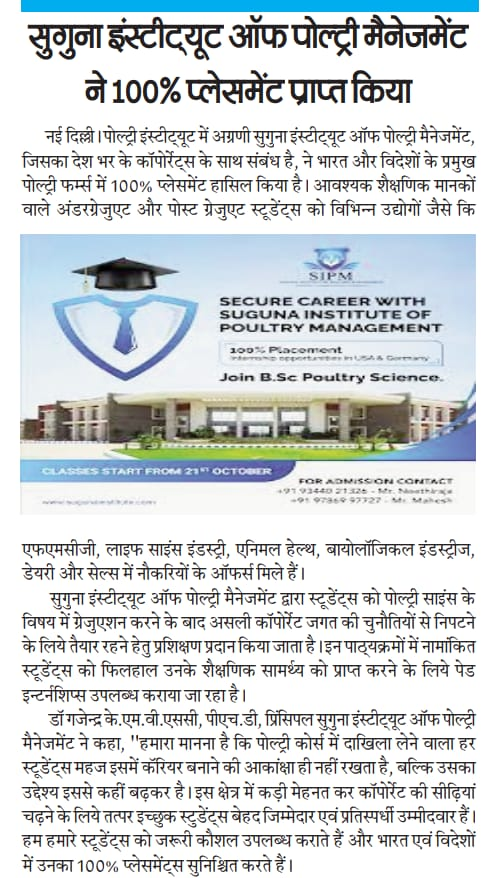 सुगुना इंस्टीट्यूट ऑफ पोल्ट्री मैनेजमेंट
ने 100% प्लेसमेंट प्राप्त किया
नई दिल्ली। पोल्ट्री इंस्टीट्यूट में अग्रणी सुगुना इंस्टीट्यूट ऑफ पोल्ट्री मैनेजमेंट,
जिसका देश भर के कॉपोर्रेट्स के साथ संबंध है, ने भारत और विदेशों के प्रमुख
पोल्ट्री फर्म्स में 100% प्लेसमेंट हासिल किया है। आवश्यक शैक्षणिक मानकों
वाले अंडरग्रेजुएट और पोस्ट ग्रेजुएट स्टूडेंट्स को विभिन्न उद्योगों जैसे कि
SIPM
SECURE CAREER WITH
SUGUNA INSTITUTE OF
POULTRY MANAGEMENT
100% Placement
Internship opportunities in USA & Germany
Join B.Sc Poultry Science.
CLASSES START FROM 21ST OCTOBER
FOR ADMISSION CONTACT
+91 93440 21326 - Mr. Neethiraja
+91 97869 97727 - Mr. Mahesh
www.sugunainstitute.com
एफएमसीजी, लाइफ साइंस इंडस्ट्री, एनिमल हेल्थ, बायोलॉजिकल इंडस्ट्रीज,
डेयरी और सेल्स में नौकरियों के ऑफर्स मिले हैं।
सुगुना इंस्टीट्यूट ऑफ पोल्ट्री मैनेजमेंट द्वारा स्टूडेंट्स को पोल्ट्री साइंस के
विषय में ग्रेजुएशन करने के बाद असली कॉपोर्रेट जगत की चुनौतियों से निपटने
के लिये तैयार रहने हेतु प्रशिक्षण प्रदान किया जाता है। इन पाठ्यक्रमों में नामांकित
स्टूडेंट्स को फिलहाल उनके शैक्षणिक सामर्थ्य को प्राप्त करने के लिये पेड
इन्टर्नशिप्स उपलब्ध कराया जा रहा है।
डॉ गजेन्द्र के.एम.वी.एससी, पीएच.डी, प्रिंसिपल सुगुना इंस्टीट्यूट ऑफ पोल्ट्री
मैनेजमेंट ने कहा, "हमारा मानना है कि पोल्ट्री कोर्स में दाखिला लेने वाला हर
स्टूडेंट्स महज इसमें कॅरियर बनाने की आकांक्षा ही नहीं रखता है, बल्कि उसका
उद्देश्य इससे कहीं बढ़कर है। इस क्षेत्र में कड़ी मेहनत कर कॉपोर्रेट की सीढ़ियां
चढ़ने के लिये तत्पर इच्छुक स्टुडेंट्स बेहद जिम्मेदार एवं प्रतिस्पर्धी उम्मीदवार हैं।
हम हमारे स्टूडेंट्स को जरूरी कौशल उपलब्ध कराते हैं और भारत एवं विदेशों
में उनका 100% प्लेसमेंट्स सुनिश्चित करते हैं।